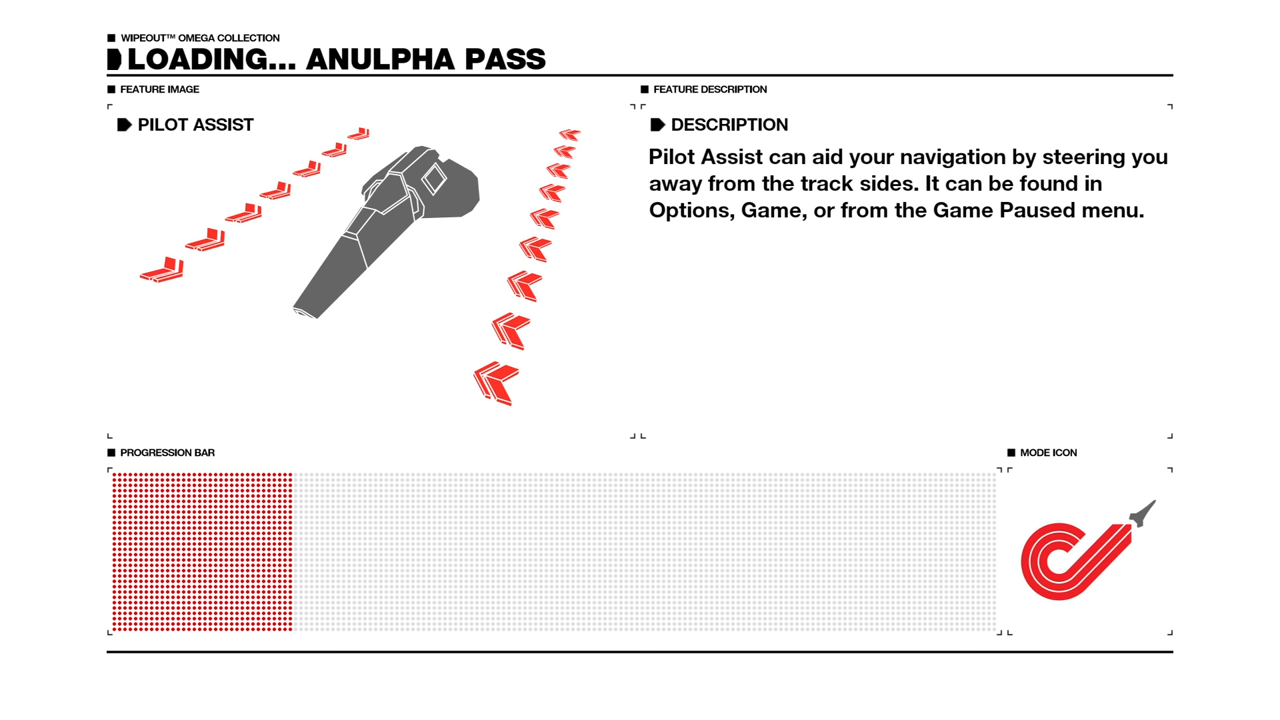 WIPEOUT™ OMEGA COLLECTION
LOADING... ANULPHA PASS
FEATURE IMAGE
PILOT ASSIST
FEATURE DESCRIPTION
DESCRIPTION
Pilot Assist can aid your navigation by steering you
away from the track sides. It can be found in
Options, Game, or from the Game Paused menu.
PROGRESSION BAR
MODE ICON